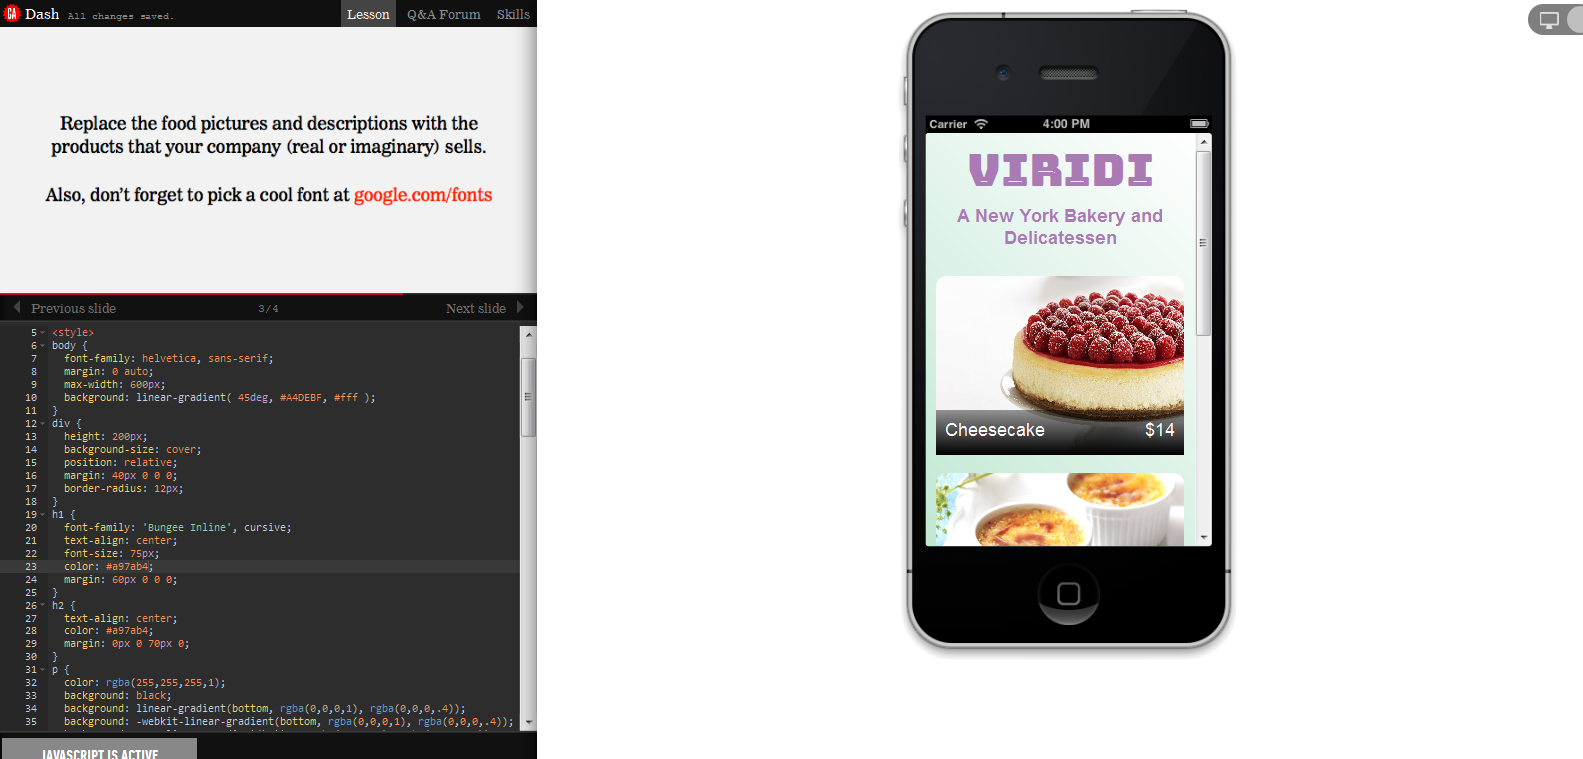 GA Dash All changes saved. Lesson Q&A Forum Skills
Replace the food pictures and descriptions with the
products that your company (real or imaginary) sells.
Also, don't forget to pick a cool font at google.com/fonts
Previous slide 3/4 Next slide
5 <style>
6 body {
7 font-family: helvetica, sans-serif;
8 margin: 0 auto;
9 max-width: 600px;
10 background: linear-gradient( 45deg, #A4DEBF, #fff );
11 }
12 div {
13 height: 200px;
14 background-size: cover;
15 position: relative;
16 margin: 40px 0 0 0;
17 border-radius: 12px;
18 }
19 h1 {
20 font-family: 'Bungee Inline', cursive;
21 text-align: center;
22 font-size: 75px;
23 color: #a97ab4;
24 margin: 60px 0 0 0;
25 }
26 h2 {
27 text-align: center;
28 color: #a97ab4;
29 margin: 0px 0 70px 0;
30 }
31 p {
32 color: rgba(255,255,255,1);
33 background: black;
34 background: linear-gradient(bottom, rgba(0,0,0,1), rgba(0,0,0,.4));
35 background: -webkit-linear-gradient(bottom, rgba(0,0,0,1), rgba(0,0,0,.4));
JAVASCRIPT IS ACTIVE
Carrier 4:00 PM
VIRIDI
A New York Bakery and
Delicatessen
Cheesecake $14